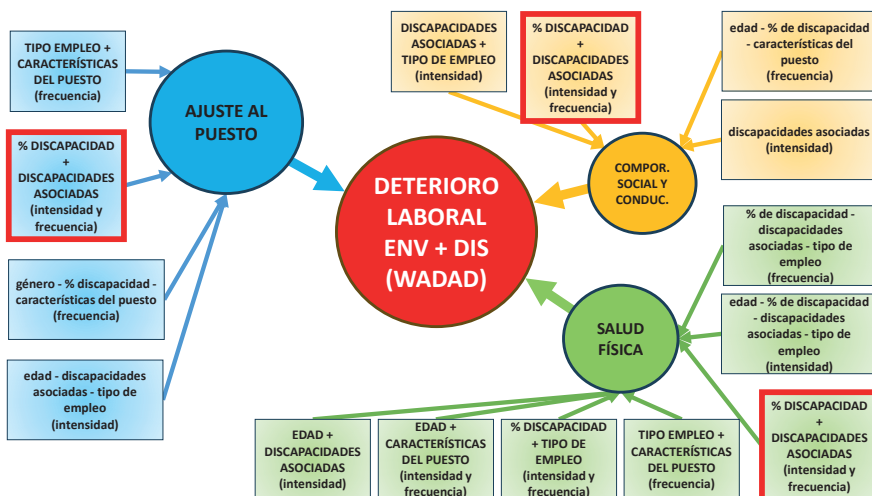 TIPO EMPLEO +
CARACTERÍSTICAS
DEL PUESTO
(frecuencia)
% DISCAPACIDAD
+
DISCAPACIDADES
ASOCIADAS
(intensidad y
frecuencia)
género - % discapacidad -
características del puesto
(frecuencia)
edad - discapacidades
asociadas - tipo de
empleo
(intensidad)
AJUSTE AL
PUESTO
DETERIORO
LABORAL
ENV + DIS
(WADAD)
DISCAPACIDADES
ASOCIADAS +
TIPO DE EMPLEO
(intensidad)
% DISCAPACIDAD
+
DISCAPACIDADES
ASOCIADAS
(intensidad y
frecuencia)
edad - % de discapacidad
- características del
puesto
(frecuencia)
discapacidades asociadas
(intensidad)
COMPOR.
SOCIAL Y
CONDUC.
% de discapacidad -
discapacidades
asociadas - tipo de
empleo
(frecuencia)
edad - % de discapacidad
- discapacidades
asociadas - tipo de
empleo
(intensidad)
SALUD
FÍSICA
EDAD +
DISCAPACIDADES
ASOCIADAS
(intensidad)
EDAD +
CARACTERÍSTICAS
DEL PUESTO
(intensidad y
frecuencia)
% DISCAPACIDAD
+ TIPO DE
EMPLEO
(intensidad y
frecuencia)
TIPO EMPLEO +
CARACTERÍSTICAS
DEL PUESTO
(frecuencia)
% DISCAPACIDAD
+
DISCAPACIDADES
ASOCIADAS
(intensidad y
frecuencia)